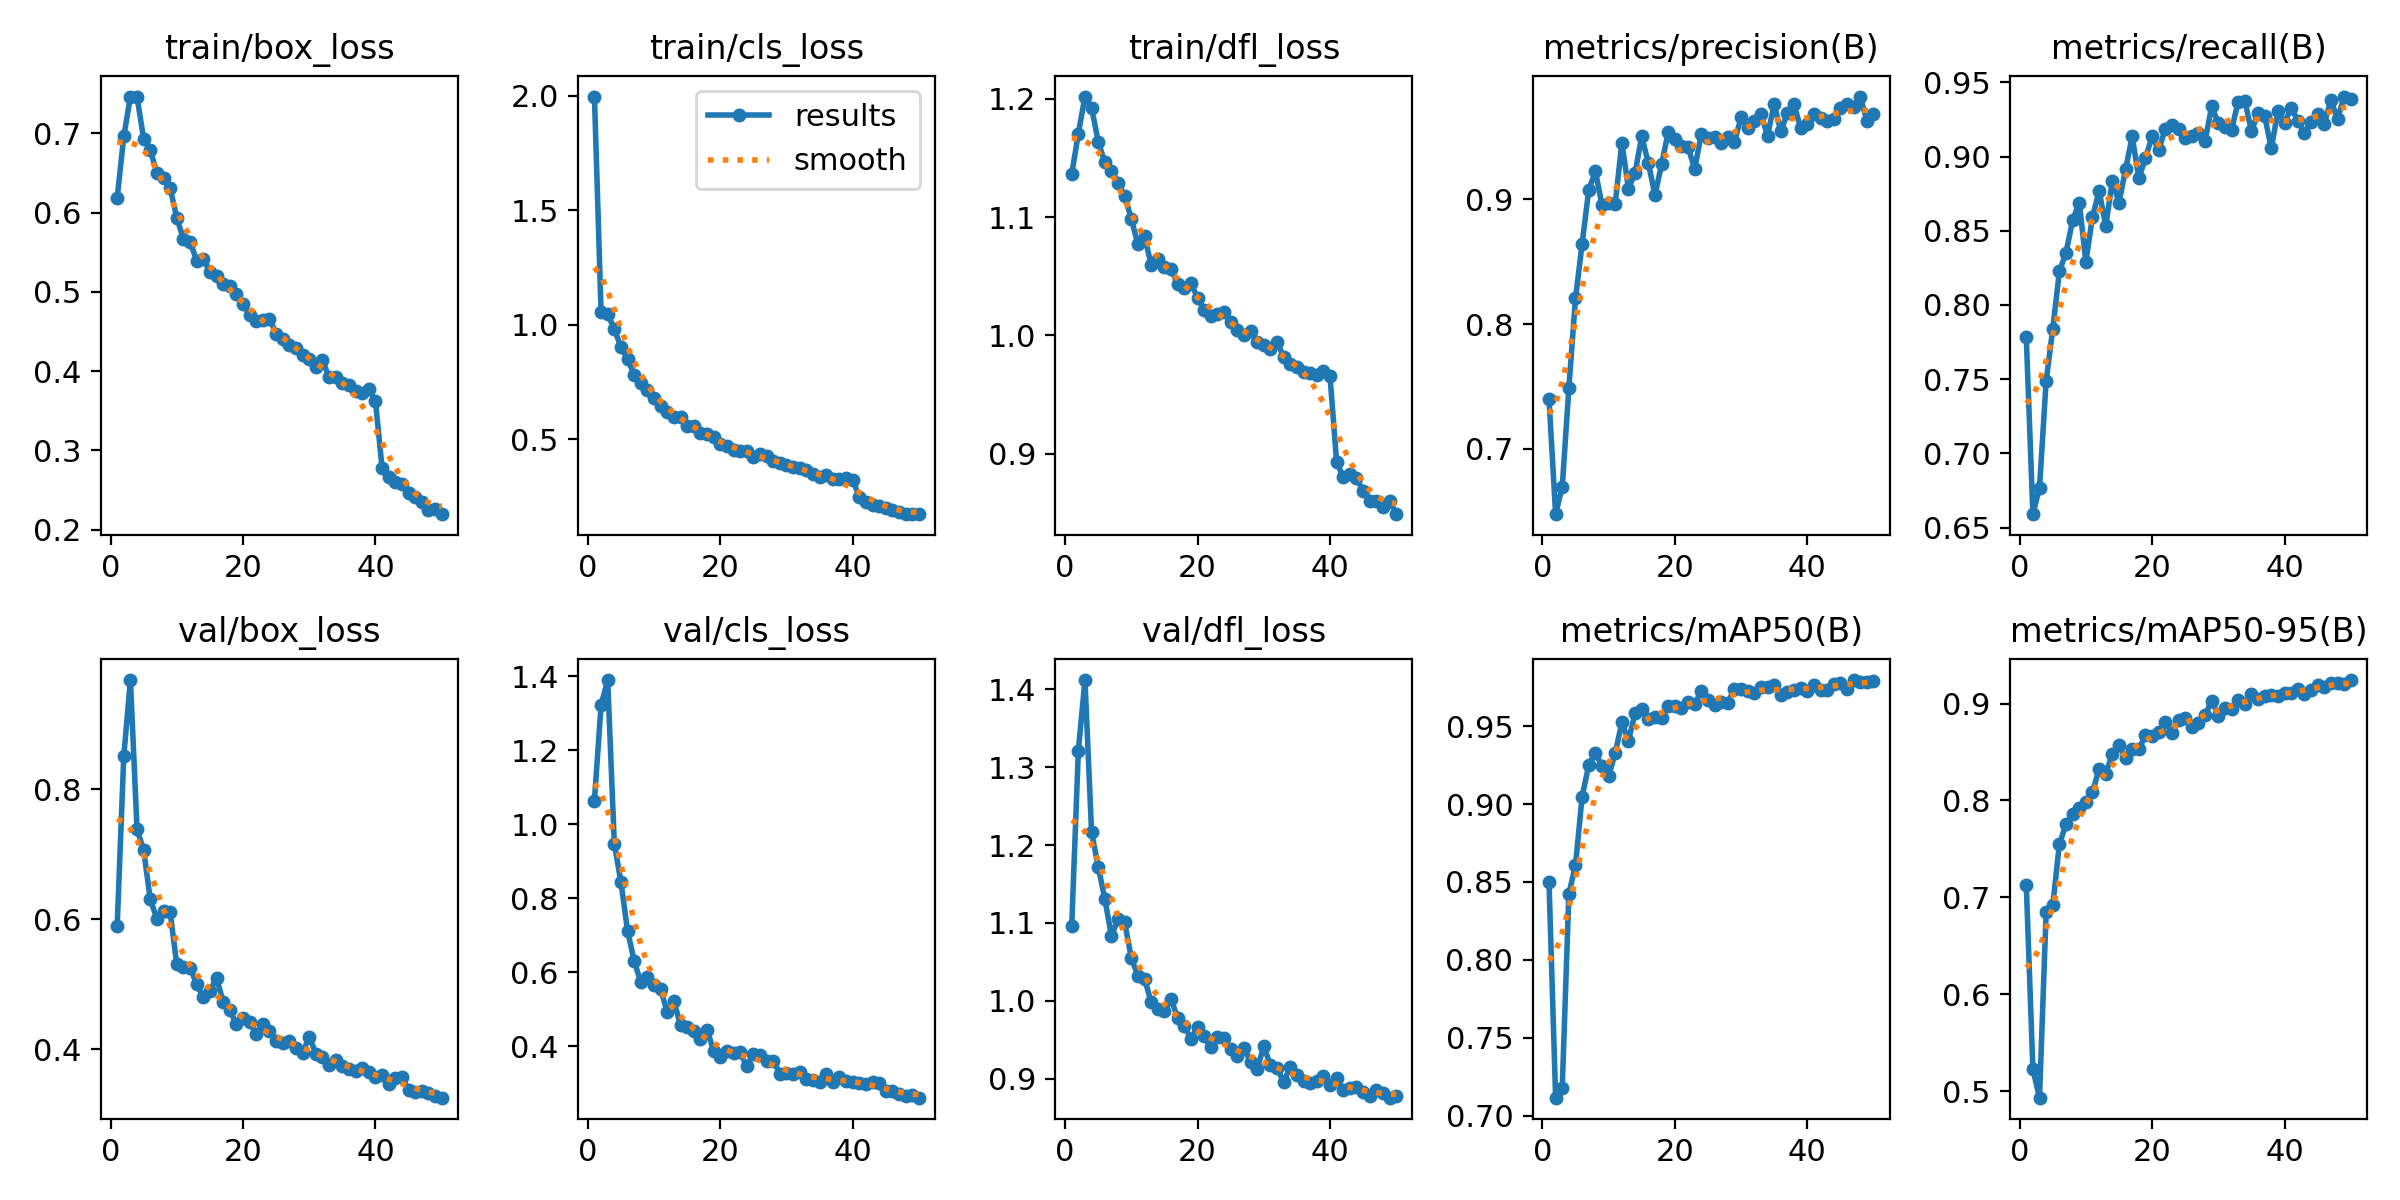 train/box_loss
0.7
0.6
0.5
0.4
0.3
0.2
0 20 40
train/cls_loss
results
smooth
2.0
1.5
1.0
0.5
0 20 40
train/dfl_loss
1.2
1.1
1.0
0.9
0 20 40
metrics/precision(B)
0.9
0.8
0.7
0 20 40
metrics/recall(B)
0.95
0.90
0.85
0.80
0.75
0.70
0.65
0 20 40
val/box_loss
0.8
0.6
0.4
0 20 40
val/cls_loss
1.4
1.2
1.0
0.8
0.6
0.4
0 20 40
val/dfl_loss
1.4
1.3
1.2
1.1
1.0
0.9
0 20 40
metrics/mAP50(B)
0.95
0.90
0.85
0.80
0.75
0.70
0 20 40
metrics/mAP50-95(B)
0.9
0.8
0.7
0.6
0.5
0 20 40